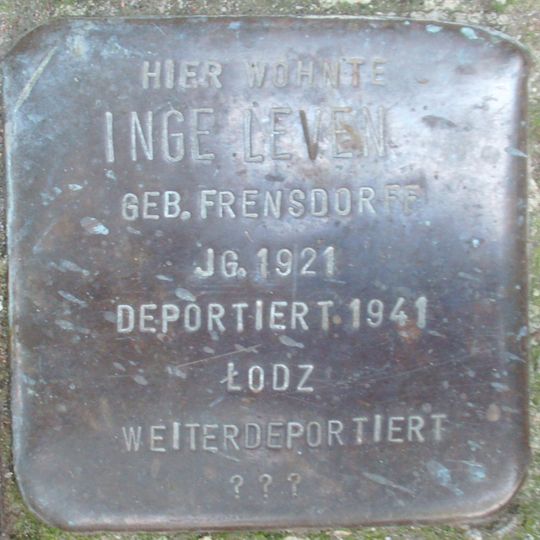 HIER WOHNTE
INGE LEVEN
GEB. FRENSDORFF
JG. 1921
DEPORTIERT 1941
ŁODZ
WEITERDEPORTIERT
???